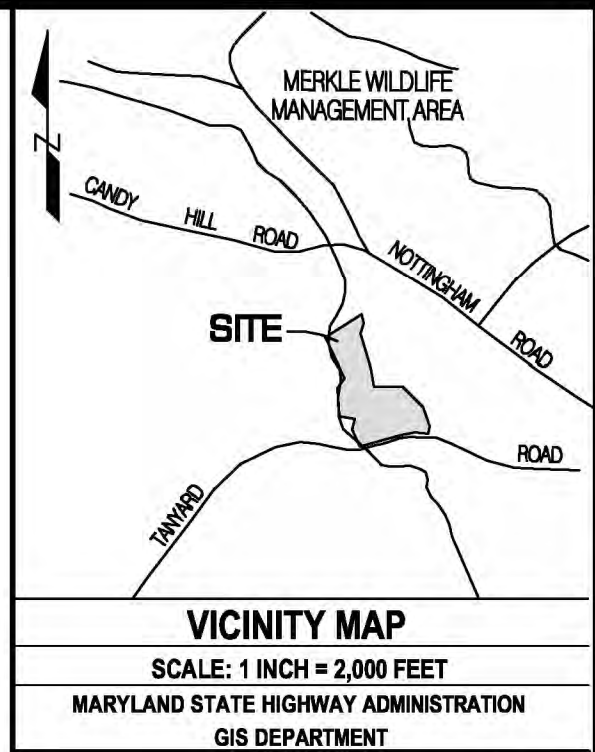 MERKLE WILDLIFE
MANAGEMENT AREA
N
CANDY HILL ROAD
NOTTINGHAM ROAD
SITE
TANYARD ROAD
VICINITY MAP
SCALE: 1 INCH = 2,000 FEET
MARYLAND STATE HIGHWAY ADMINISTRATION
GIS DEPARTMENT